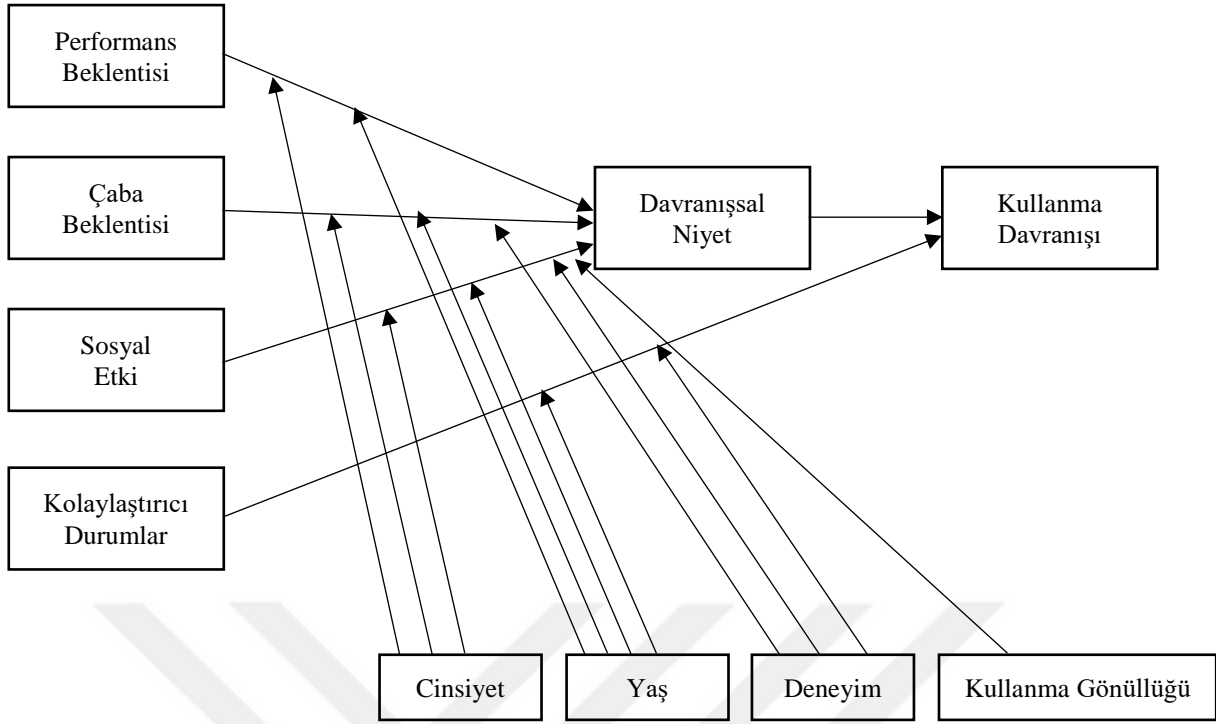 Performans
Beklentisi
Çaba
Beklentisi
Davranışsal
Niyet
Kullanma
Davranışı
Sosyal
Etki
Kolaylaştırıcı
Durumlar
Cinsiyet
Yaş
Deneyim
Kullanma Gönüllüğü